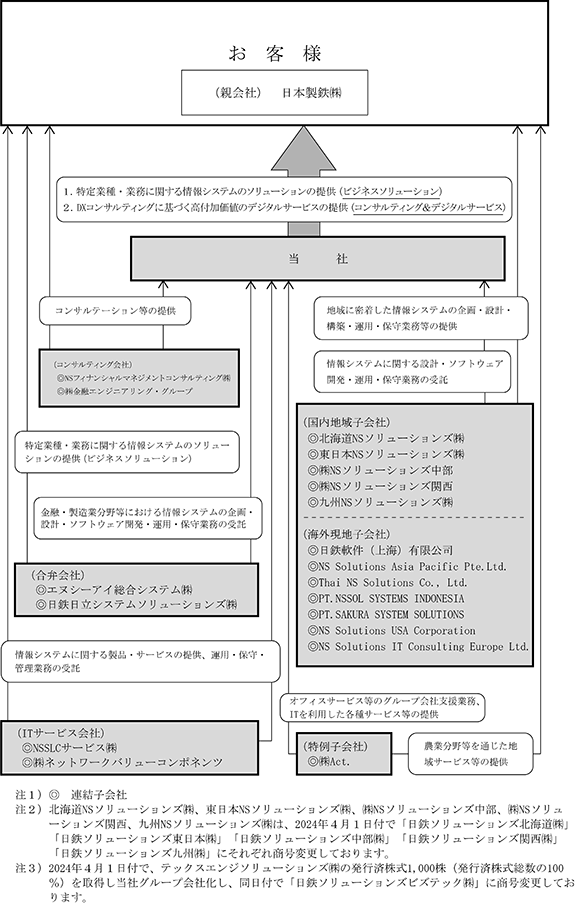 お 客 様
（親会社） 日本製鉄㈱
１. 特定業種・業務に関する情報システムのソリューションの提供（ビジネスソリューション）
２. DXコンサルティングに基づく高付加価値のデジタルサービスの提供（コンサルティング＆デジタルサービス）
当 社
コンサルテーション等の提供
地域に密着した情報システムの企画・設計・
構築・運用・保守業務等の提供
（コンサルティング会社）
◎NSフィナンシャルマネジメントコンサルティング㈱
◎㈱金融エンジニアリング・グループ
情報システムに関する設計・ソフトウェア
開発・運用・保守業務の受託
（国内地域子会社）
◎北海道NSソリューションズ㈱
◎東日本NSソリューションズ㈱
◎㈱NSソリューションズ中部
◎㈱NSソリューションズ関西
◎九州NSソリューションズ㈱
特定業種・業務に関する情報システムのソリュー
ションの提供（ビジネスソリューション）
金融・製造業分野等における情報システムの企画・
設計・ソフトウェア開発・運用・保守業務の受託
（海外現地子会社）
◎日鉄軟件（上海）有限公司
◎NS Solutions Asia Pacific Pte.Ltd.
◎Thai NS Solutions Co., Ltd.
◎PT.NSSOL SYSTEMS INDONESIA
◎PT.SAKURA SYSTEM SOLUTIONS
◎NS Solutions USA Corporation
◎NS Solutions IT Consulting Europe Ltd.
（合弁会社）
◎エヌシーアイ総合システム㈱
◎日鉄日立システムソリューションズ㈱
情報システムに関する製品・サービスの提供、運用・保守・
管理業務の受託
オフィスサービス等のグループ会社支援業務、
ITを利用した各種サービス等の提供
（ITサービス会社）
◎NSSLCサービス㈱
◎㈱ネットワークバリューコンポネンツ
（特例子会社）
◎㈱Act.
農業分野等を通じた地
域サービス等の提供
注１）◎ 連結子会社
注２）北海道NSソリューションズ㈱、東日本NSソリューションズ㈱、㈱NSソリューションズ中部、㈱NSソリュ
ーションズ関西、九州NSソリューションズ㈱は、2024年４月１日付で「日鉄ソリューションズ北海道㈱」
「日鉄ソリューションズ東日本㈱」「日鉄ソリューションズ中部㈱」「日鉄ソリューションズ関西㈱」
「日鉄ソリューションズ九州㈱」にそれぞれ商号変更しております。
注３）2024年４月１日付で、テックスエンジソリューションズ㈱の発行済株式1,000株（発行済株式総数の100
％）を取得し当社グループ会社化し、同日付で「日鉄ソリューションズビズテック㈱」に商号変更してお
ります。